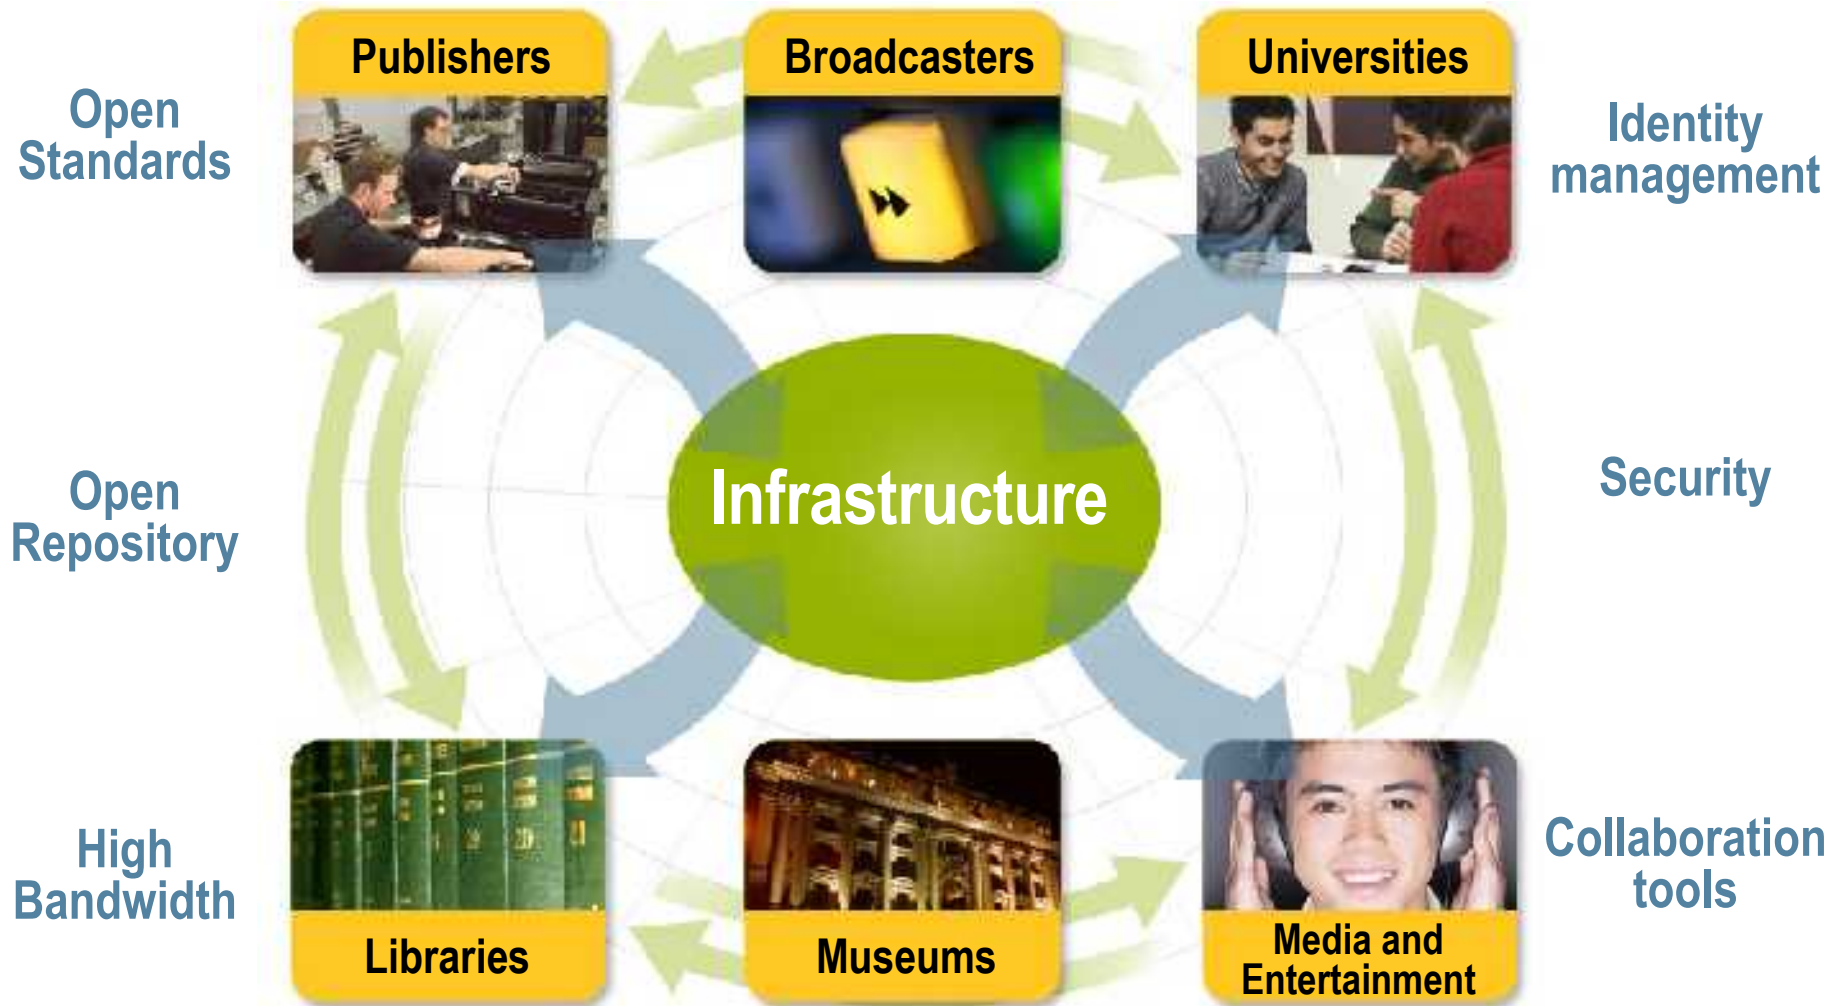 Publishers
Broadcasters
Universities
Open
Standards
Identity
management
Open
Repository
Infrastructure
Security
High
Bandwidth
Collaboration
tools
Libraries
Museums
Media and
Entertainment